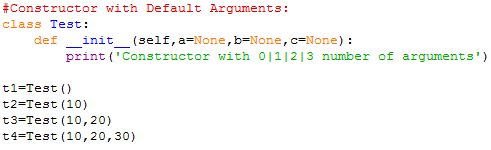 #Constructor with Default Arguments:
class Test:
    def __init__(self,a=None,b=None,c=None):
        print('Constructor with 0|1|2|3 number of arguments')
t1=Test()
t2=Test(10)
t3=Test(10,20)
t4=Test(10,20,30)